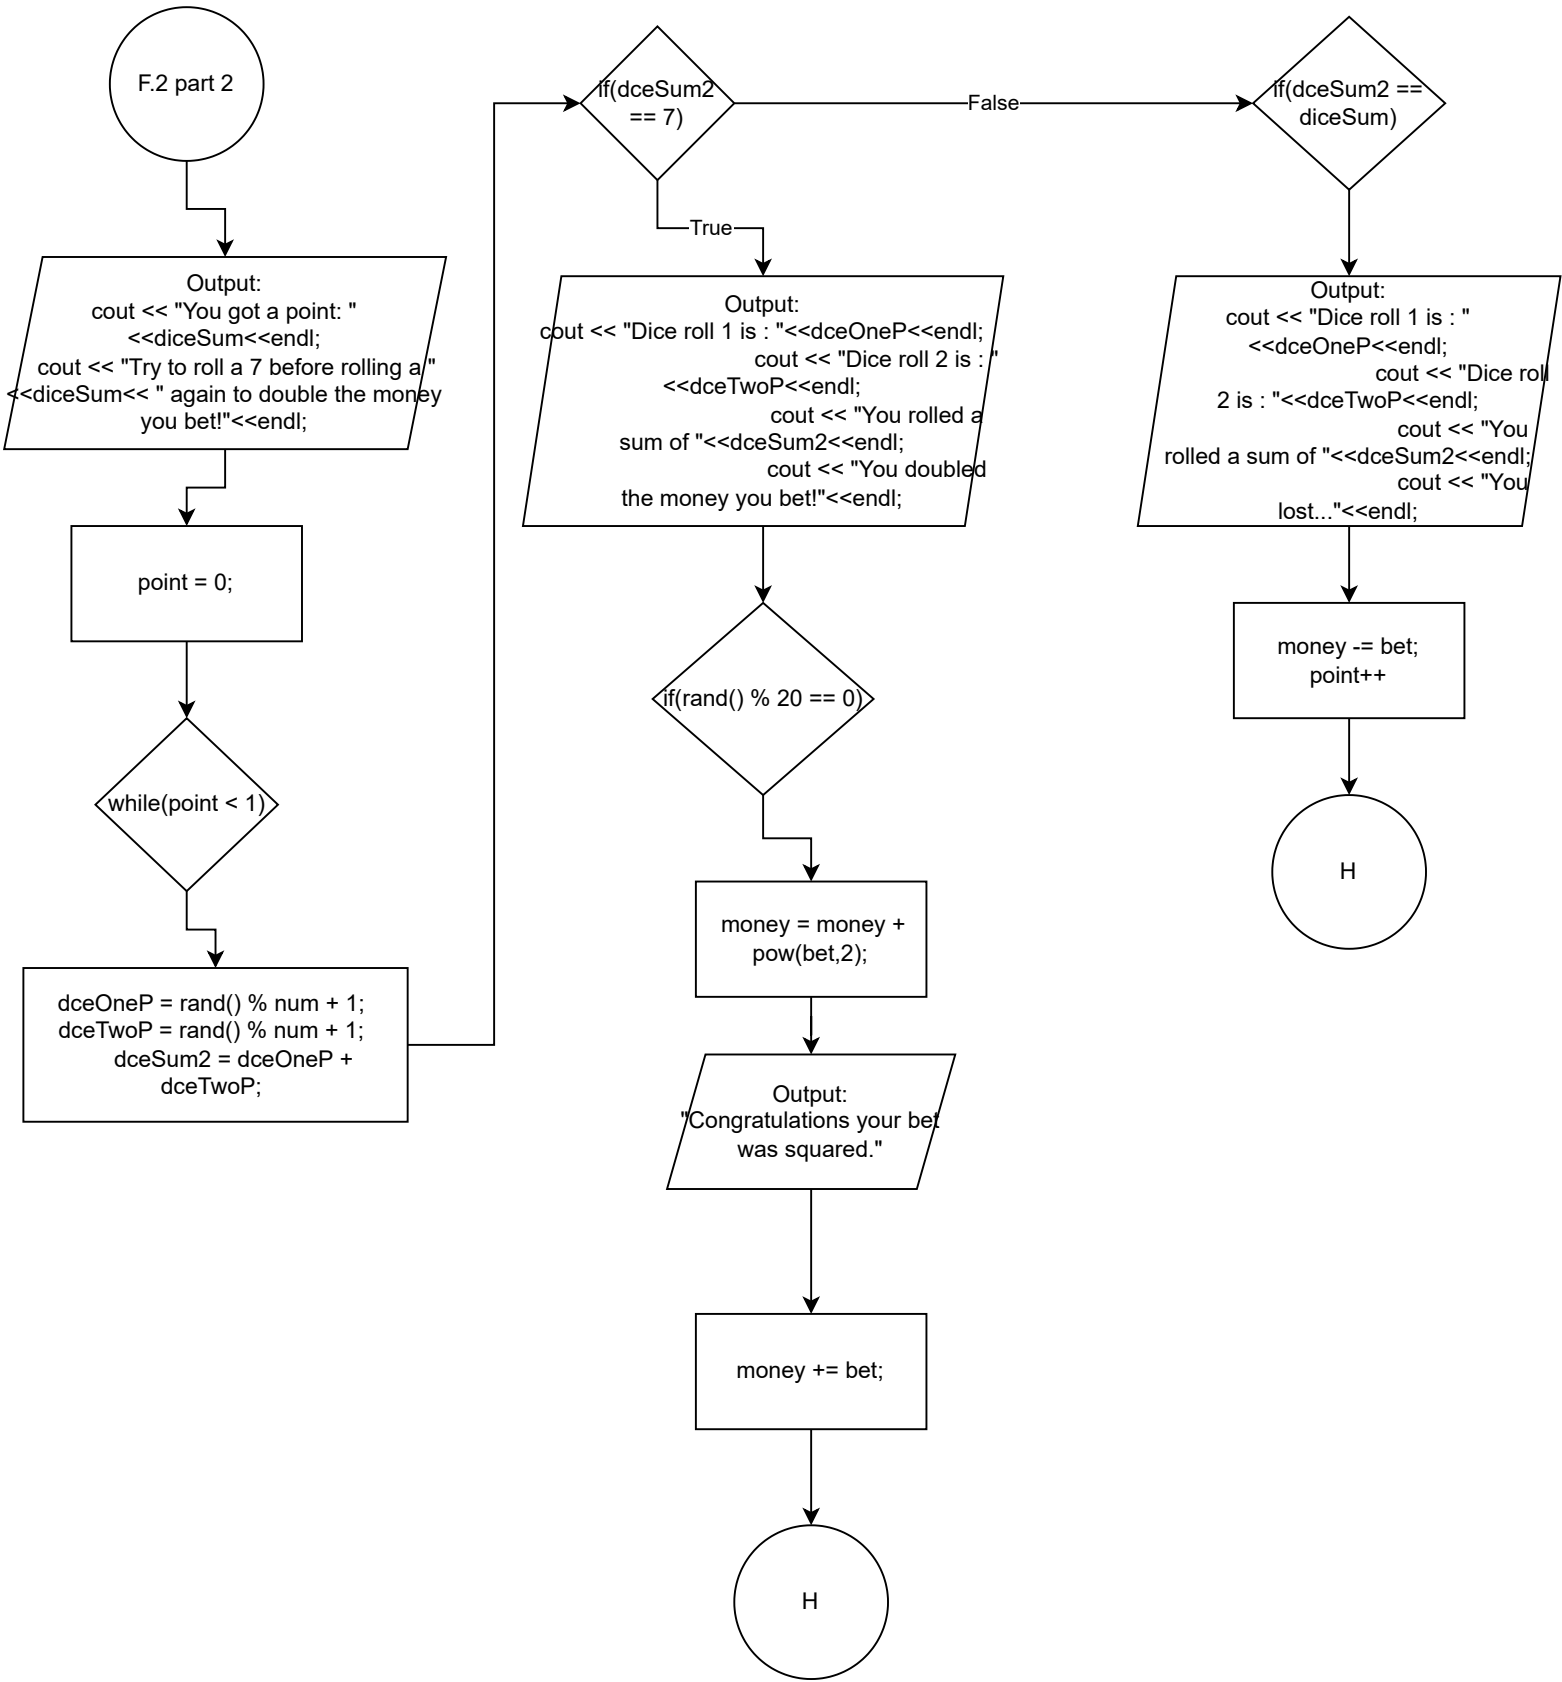 F.2 part 2
Output:
cout << "You got a point: "
<<diceSum<<endl;
cout << "Try to roll a 7 before rolling a "
<<diceSum<< " again to double the money
you bet!"<<endl;
point = 0;
while(point < 1)
dceOneP = rand() % num + 1;
dceTwoP = rand() % num + 1;
dceSum2 = dceOneP +
dceTwoP;
if(dceSum2
== 7)
True
False
Output:
cout << "Dice roll 1 is : "<<dceOneP<<endl;
cout << "Dice roll 2 is : "
<<dceTwoP<<endl;
cout << "You rolled a
sum of "<<dceSum2<<endl;
cout << "You doubled
the money you bet!"<<endl;
if(rand() % 20 == 0)
money = money +
pow(bet,2);
Output:
"Congratulations your bet
was squared."
money += bet;
H
if(dceSum2 ==
diceSum)
Output:
cout << "Dice roll 1 is : "
<<dceOneP<<endl;
cout << "Dice roll
2 is : "<<dceTwoP<<endl;
cout << "You
rolled a sum of "<<dceSum2<<endl;
cout << "You
lost..."<<endl;
money -= bet;
point++
H